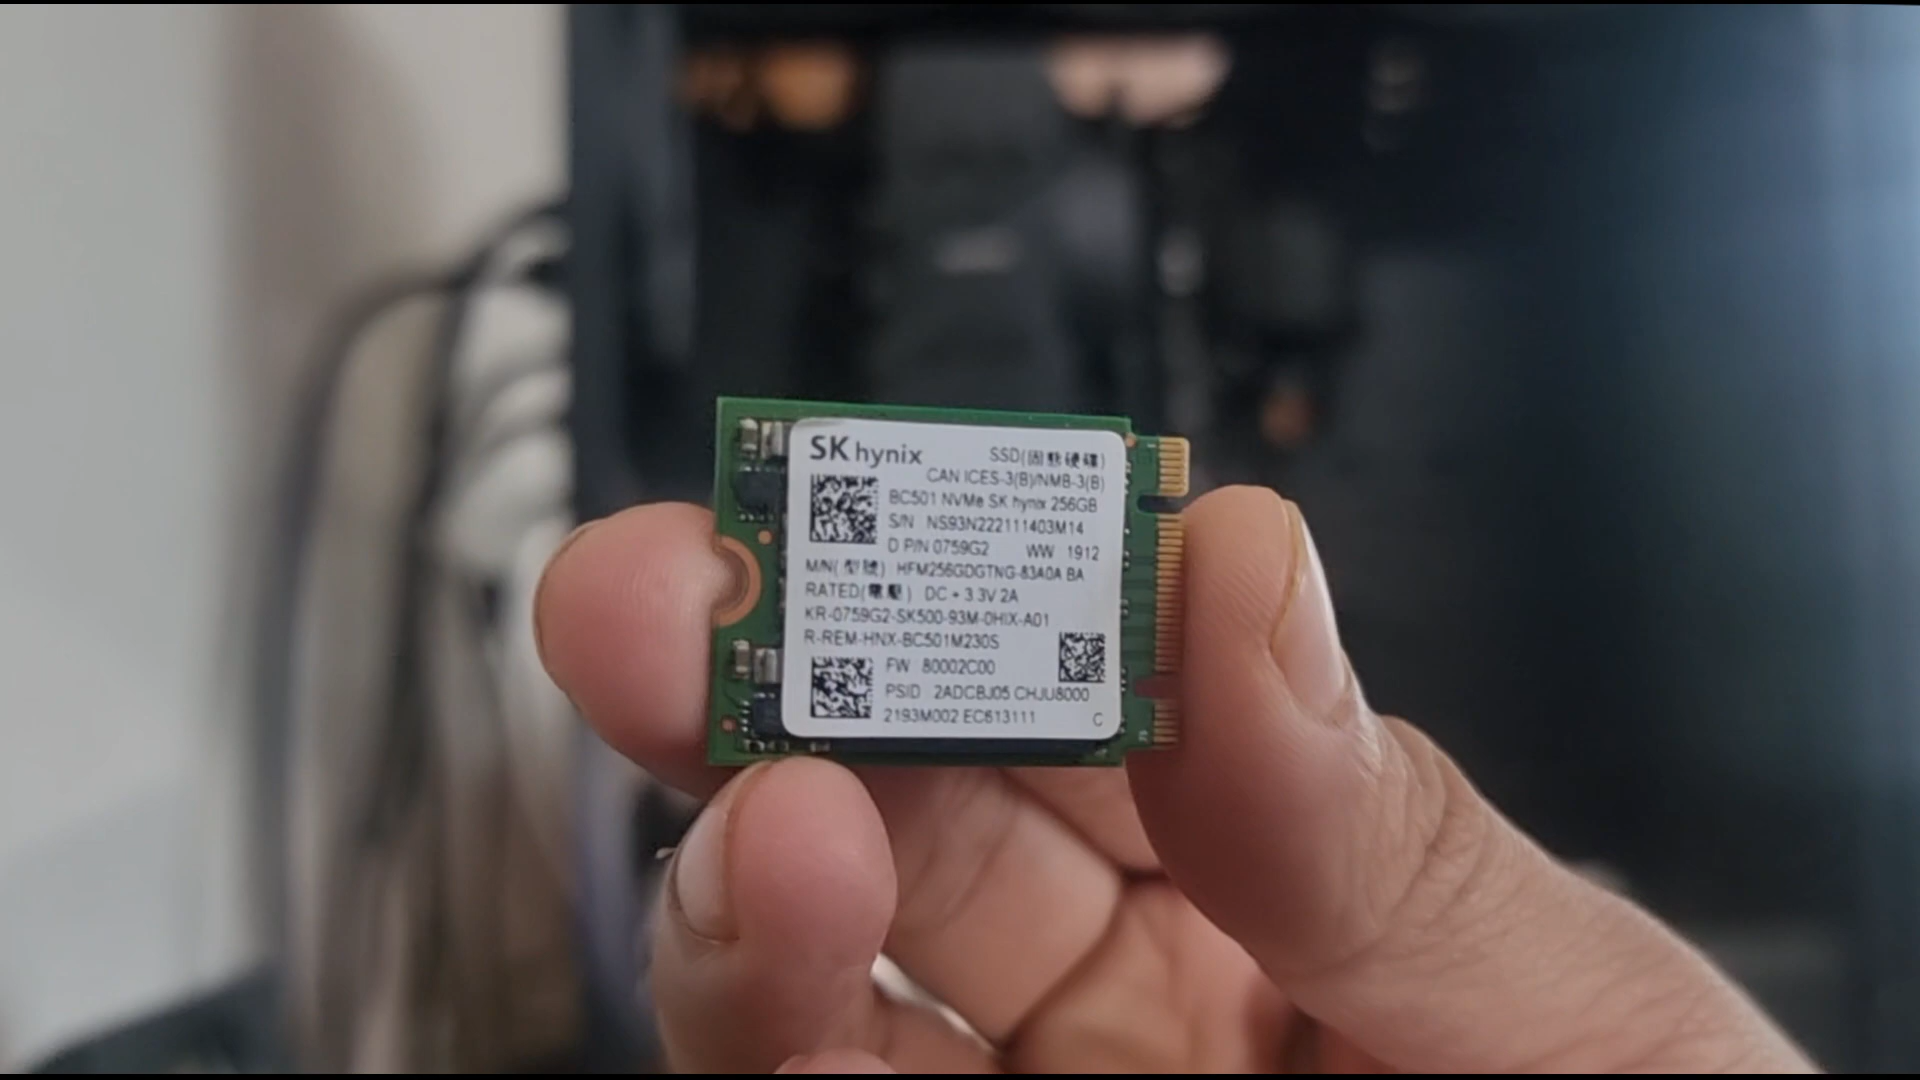 SK hynix
SSD(固態硬碟)
CAN ICES-3(B)/NMB-3(B)
BC501 NVMe SK hynix 256GB
S/N NS93N222111403M14
D P/N 0759G2 WW 1912
M/N(型號) HFM256GDGTNG-83A0A BA
RATED(電壓) DC + 3.3V 2A
KR-0759G2-SK500-93M-0HIX-A01
R-REM-HNX-BC501M230S
FW 80002C00
PSID 2ADCBJ05 CHJU8000
2193M002 EC613111 C